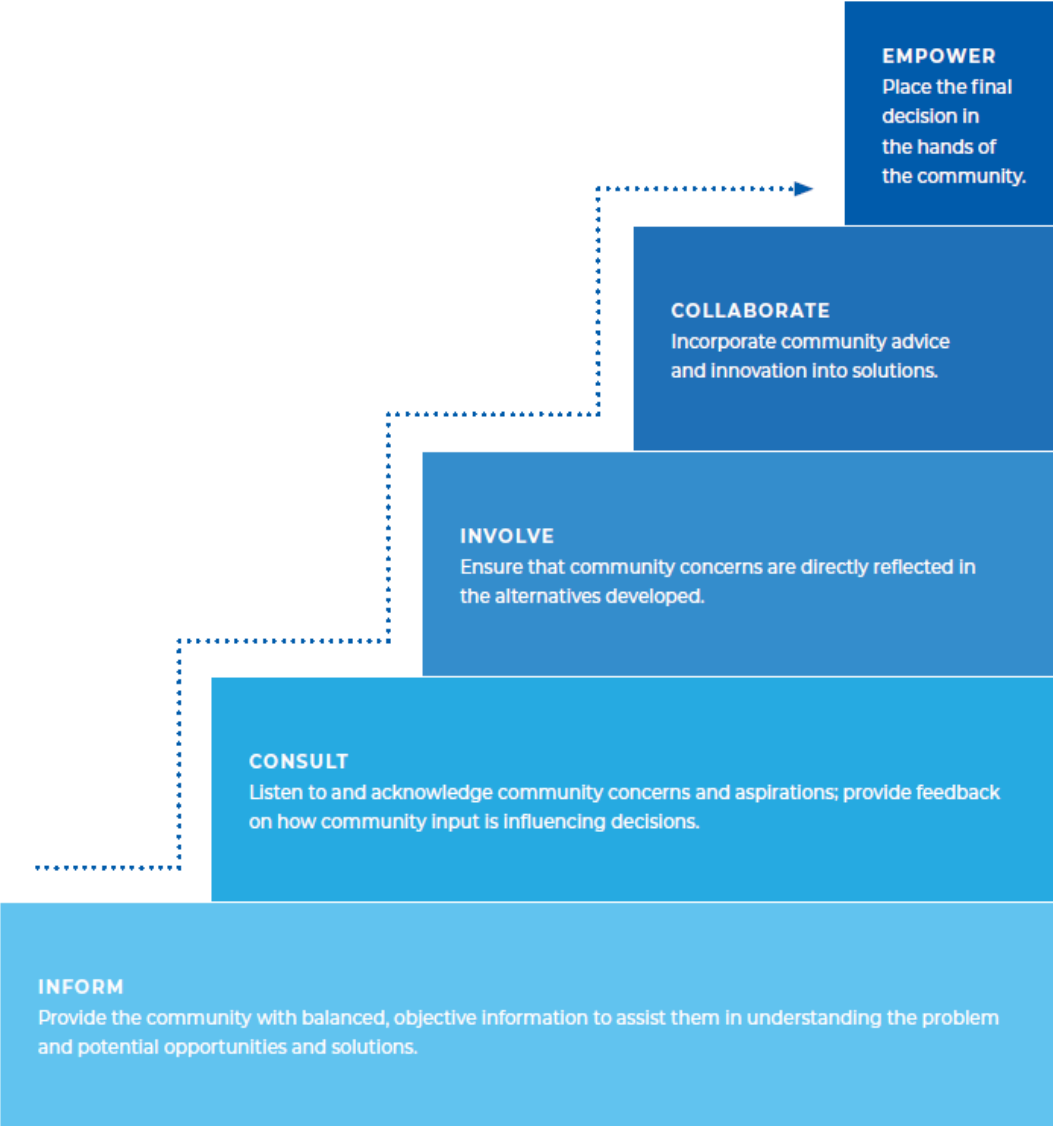 EMPOWER
Place the final
decision in
the hands of
the community.
COLLABORATE
Incorporate community advice
and innovation into solutions.
INVOLVE
Ensure that community concerns are directly reflected in
the alternatives developed.
CONSULT
Listen to and acknowledge community concerns and aspirations; provide feedback
on how community input is influencing decisions.
INFORM
Provide the community with balanced, objective information to assist them in understanding the problem
and potential opportunities and solutions.